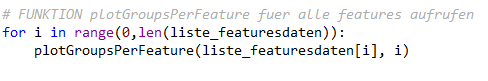 # FUNKTION plotGroupsPerFeature fuer alle features aufrufen
for i in range(0,len(liste_featuresdaten)):
    plotGroupsPerFeature(liste_featuresdaten[i], i)